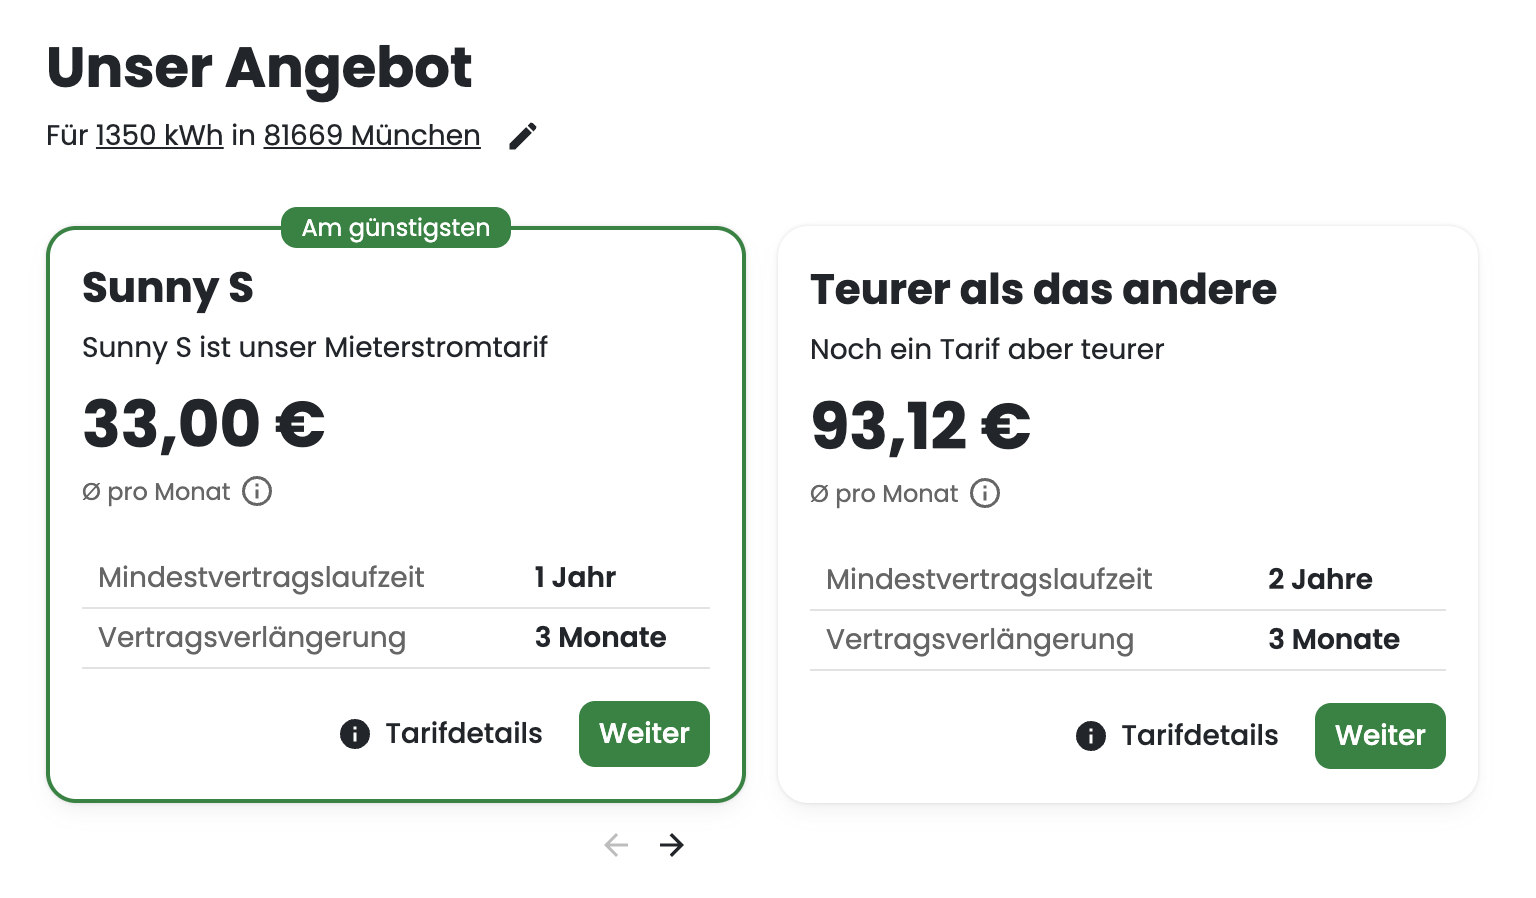 Unser Angebot
Für 1350 kWh in 81669 München
Am günstigsten
Sunny S
Sunny S ist unser Mieterstromtarif
33,00 €
Ø pro Monat
Mindestvertragslaufzeit 1 Jahr
Vertragsverlängerung 3 Monate
Tarifdetails Weiter
Teurer als das andere
Noch ein Tarif aber teurer
93,12 €
Ø pro Monat
Mindestvertragslaufzeit 2 Jahre
Vertragsverlängerung 3 Monate
Tarifdetails Weiter